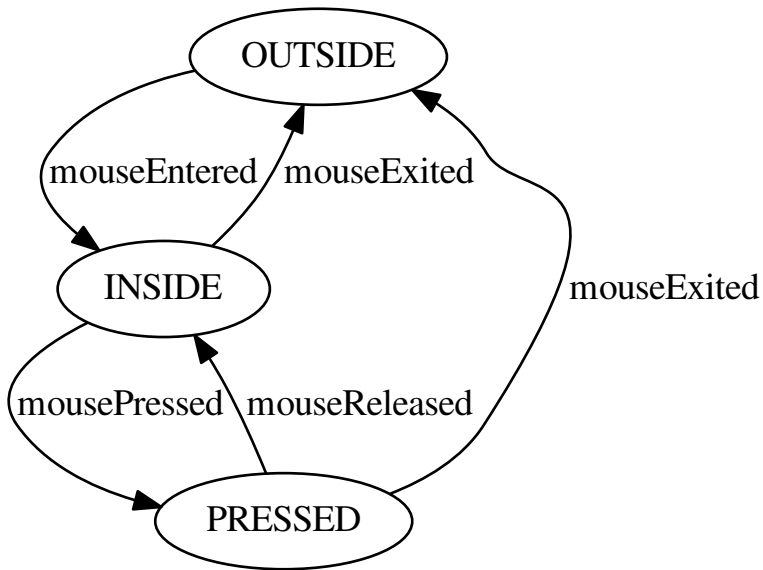 OUTSIDE
mouseEntered
mouseExited
INSIDE
mouseExited
mousePressed
mouseReleased
PRESSED